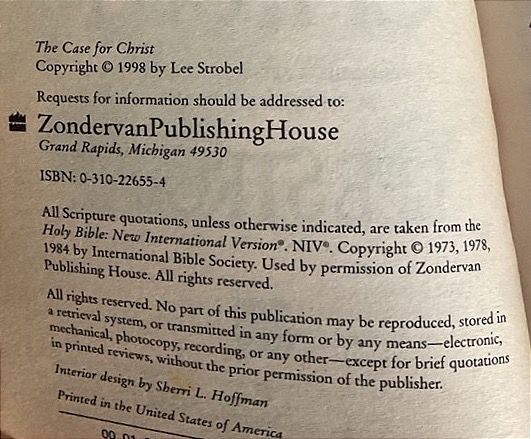 The Case for Christ
Copyright © 1998 by Lee Strobel
Requests for information should be addressed to:
ZondervanPublishingHouse
Grand Rapids, Michigan 49530
ISBN: 0-310-22655-4
All Scripture quotations, unless otherwise indicated, are taken from the
Holy Bible: New International Version®. NIV®. Copyright © 1973, 1978,
1984 by International Bible Society. Used by permission of Zondervan
Publishing House. All rights reserved.
All rights reserved. No part of this publication may be reproduced, stored in
a retrieval system, or transmitted in any form or by any means—electronic,
mechanical, photocopy, recording, or any other—except for brief quotations
in printed reviews, without the prior permission of the publisher.
Interior design by Sherri L. Hoffman
Printed in the United States of America
00 01